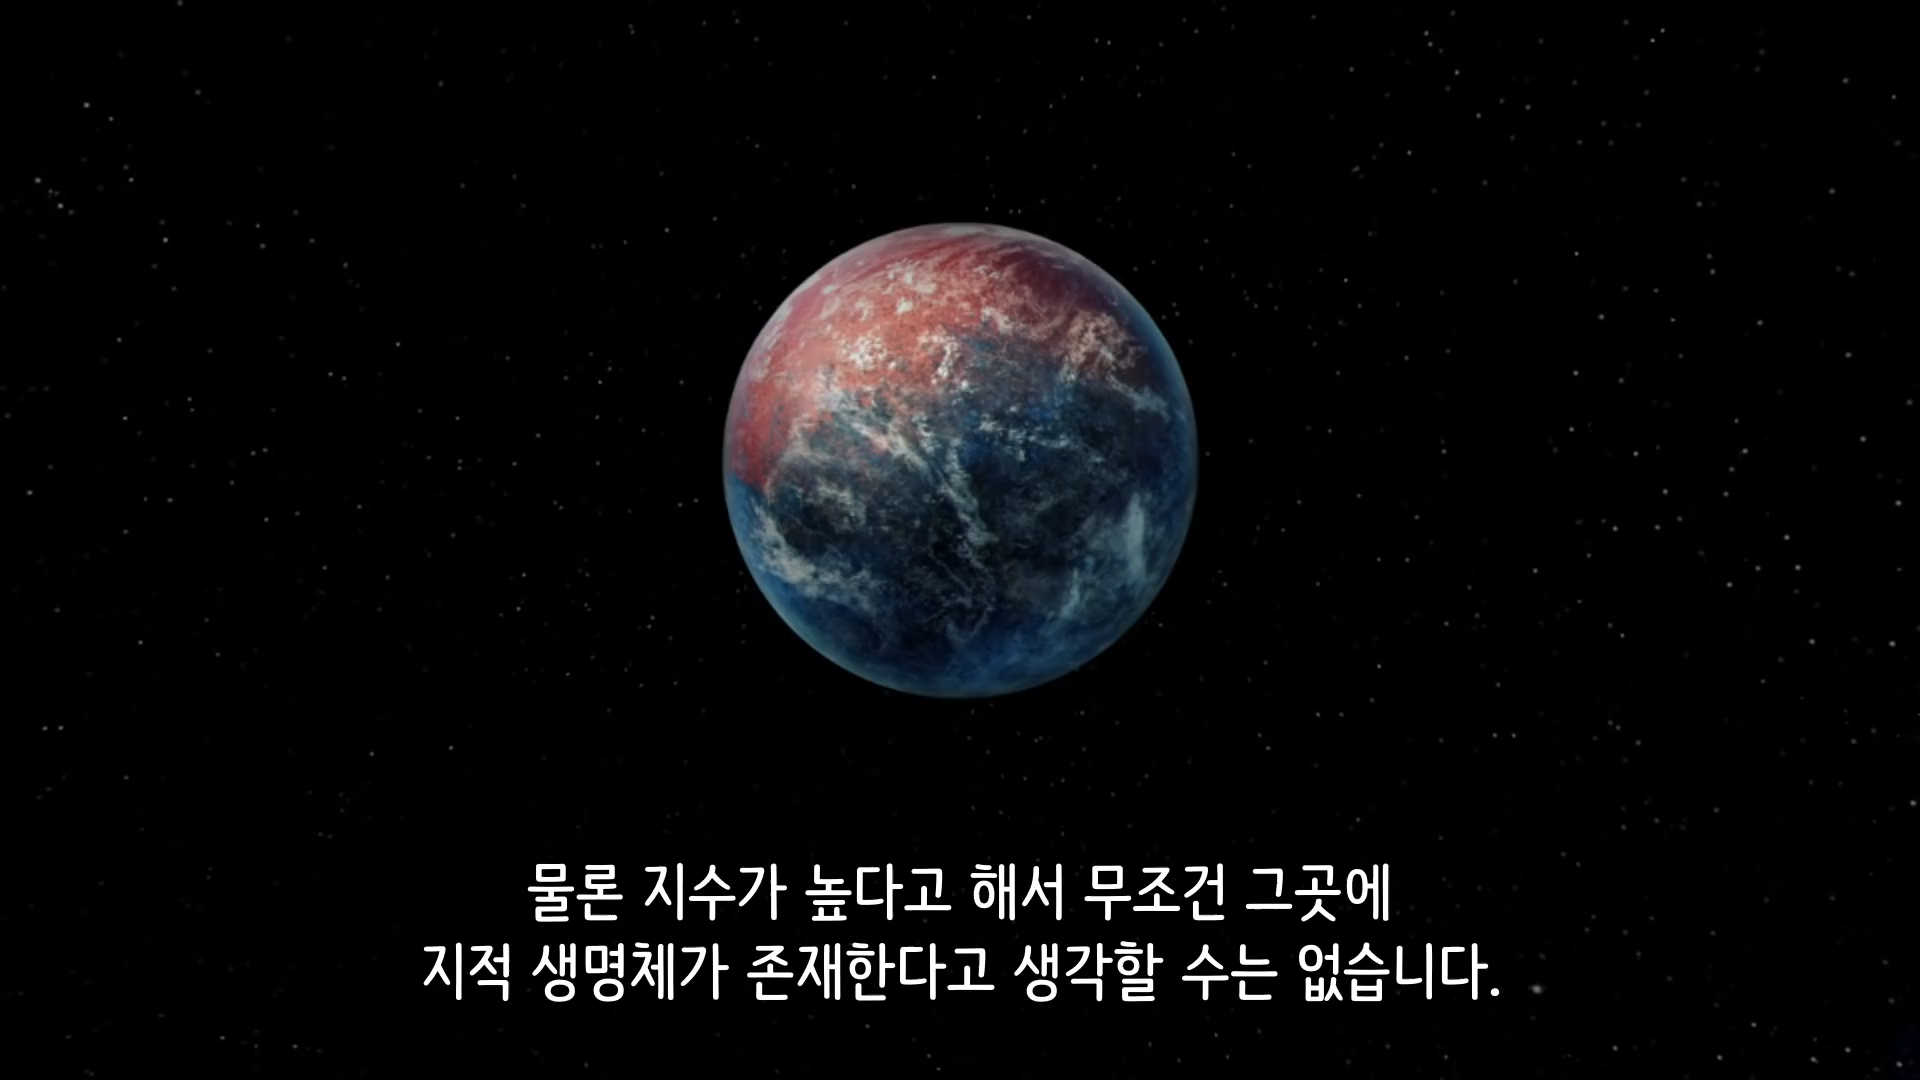 물론 지수가 높다고 해서 무조건 그곳에
지적 생명체가 존재한다고 생각할 수는 없습니다.